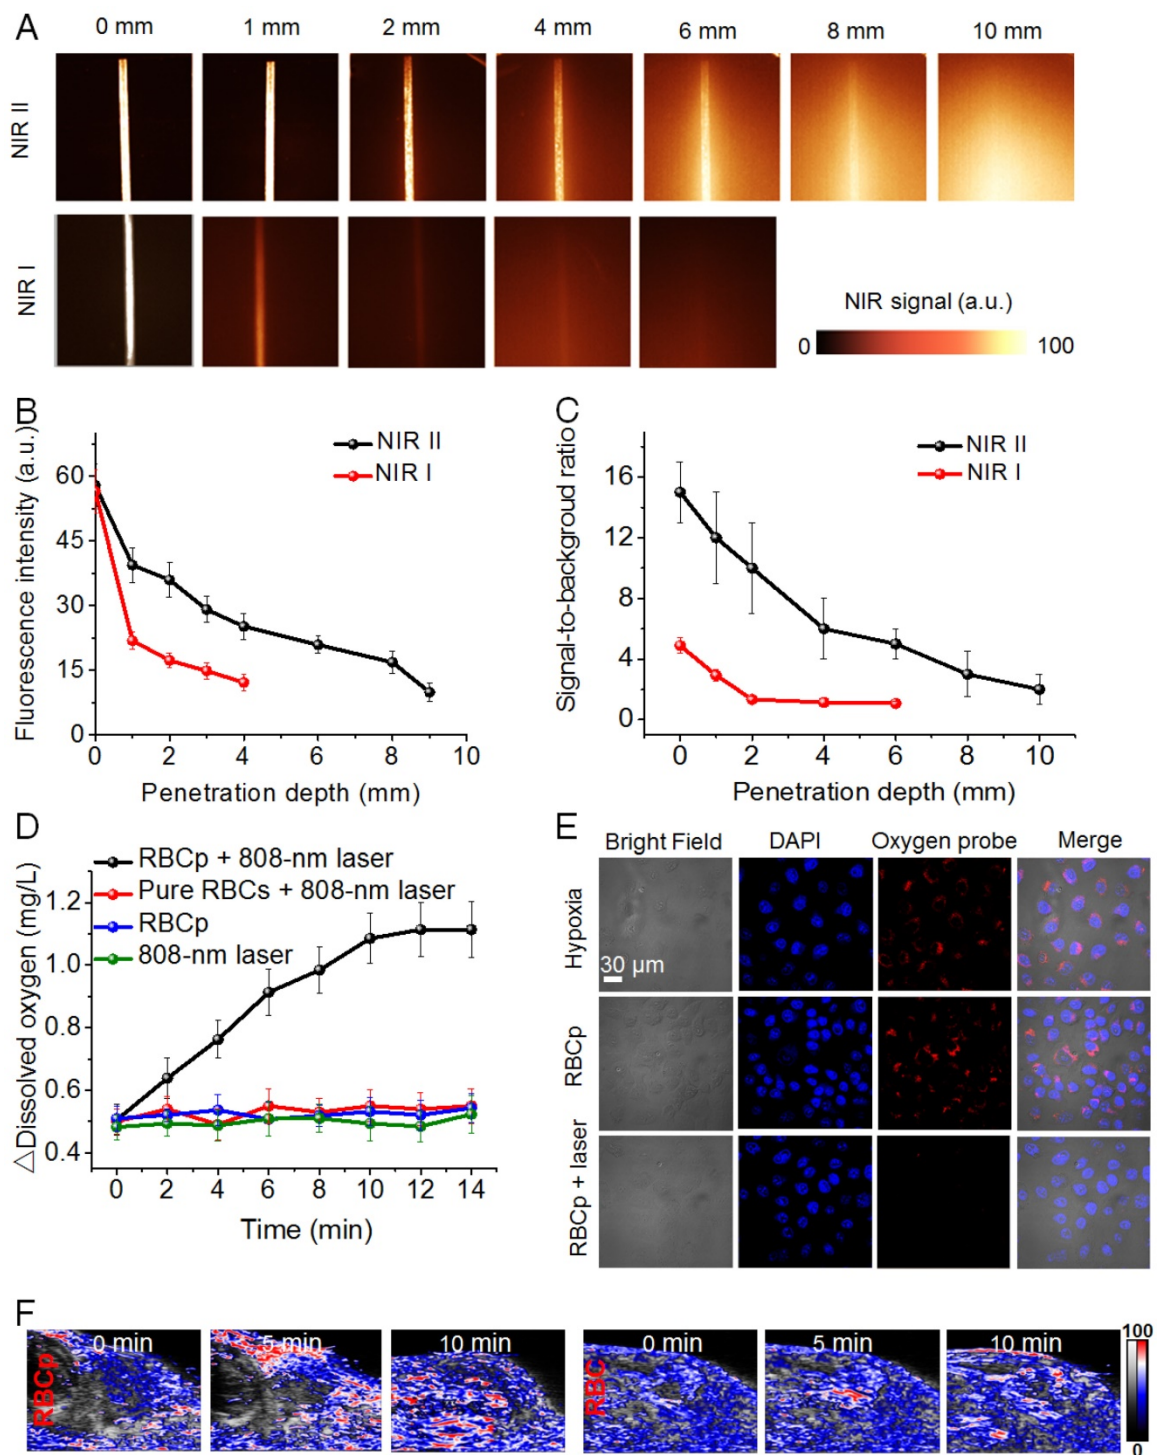 A
0 mm 1 mm 2 mm 4 mm 6 mm 8 mm 10 mm
NIR II
NIR I
NIR signal (a.u.)
0 100
B
Fluorescence intensity (a.u.)
NIR II
NIR I
60
45
30
15
0
0 2 4 6 8 10
Penetration depth (mm)
C
Signal-to-backgroud ratio
NIR II
NIR I
16
12
8
4
0
0 2 4 6 8 10
Penetration depth (mm)
D
RBCp + 808-nm laser
Pure RBCs + 808-nm laser
RBCp
808-nm laser
△Dissolved oxygen (mg/L)
1.2
1.0
0.8
0.6
0.4
0 2 4 6 8 10 12 14
Time (min)
E
Bright Field DAPI Oxygen probe Merge
Hypoxia
30 μm
RBCp
RBCp + laser
F
RBCp
0 min 5 min 10 min
RBC
0 min 5 min 10 min
100
0